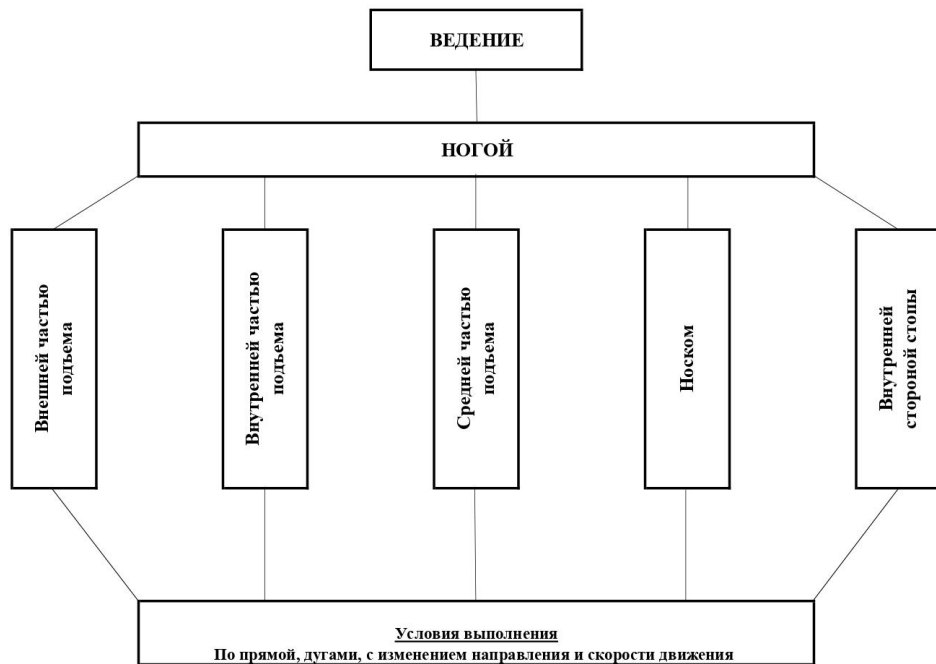 ВЕДЕНИЕ
НОГОЙ
Внешней частью
подъема
Внутренней частью
подъема
Средней частью
подъема
Носком
Внутренней
стороной стопы
Условия выполнения
По прямой, дугами, с изменением направления и скорости движения